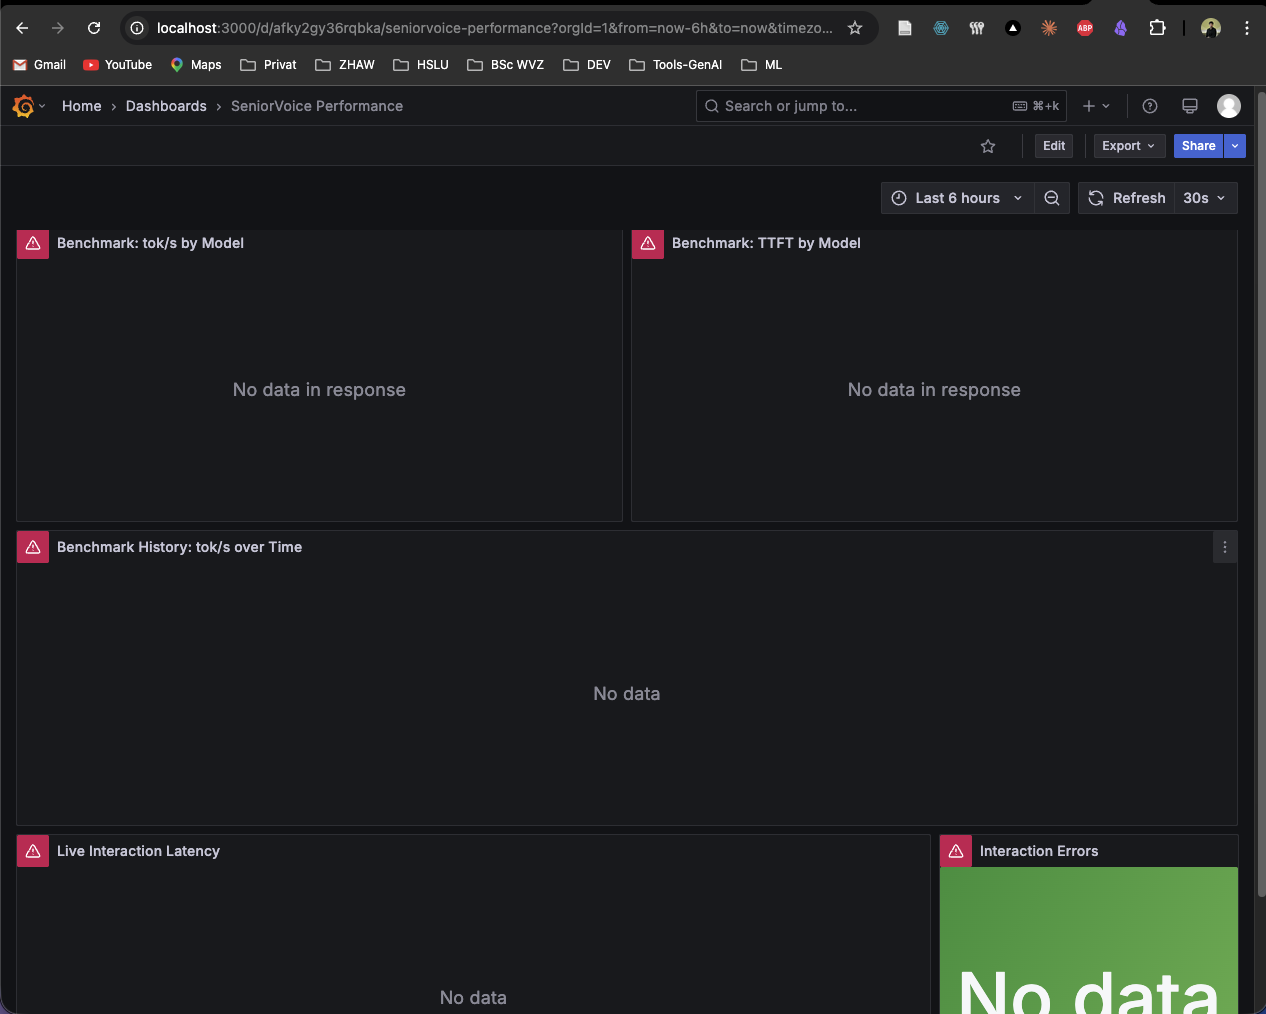 localhost:3000/d/afky2gy36rqbka/seniorvoice-performance?orgId=1&from=now-6h&to=now&timezo...
ABP
Gmail YouTube Maps Privat ZHAW HSLU BSc WVZ DEV Tools-GenAI ML
Home › Dashboards › SeniorVoice Performance
Search or jump to... ⌘+k
Edit Export Share
Last 6 hours Refresh 30s
Benchmark: tok/s by Model
No data in response
Benchmark: TTFT by Model
No data in response
Benchmark History: tok/s over Time
No data
Live Interaction Latency
No data
Interaction Errors
No data